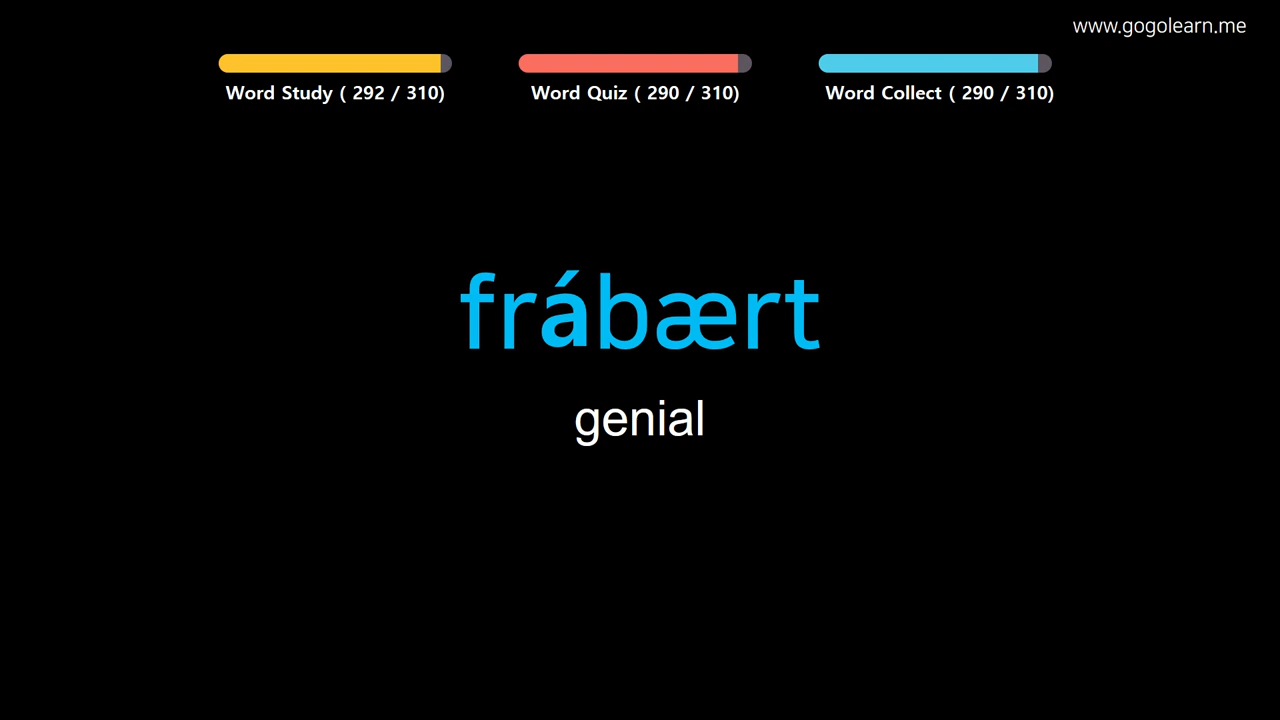 www.gogolearn.me
Word Study ( 292 / 310)
Word Quiz ( 290 / 310)
Word Collect ( 290 / 310)
frábært
genial